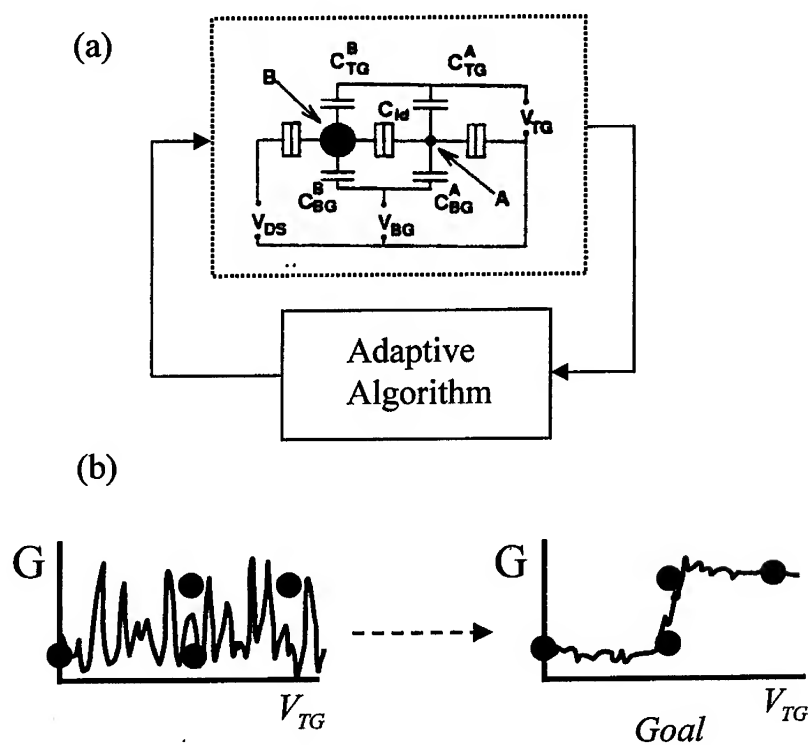 (a)
C_TG^B C_TG^A
B
C_id
V_TG
C_BG^B C_BG^A A
V_DS V_BG
Adaptive
Algorithm
(b)
G G
V_TG V_TG
Goal